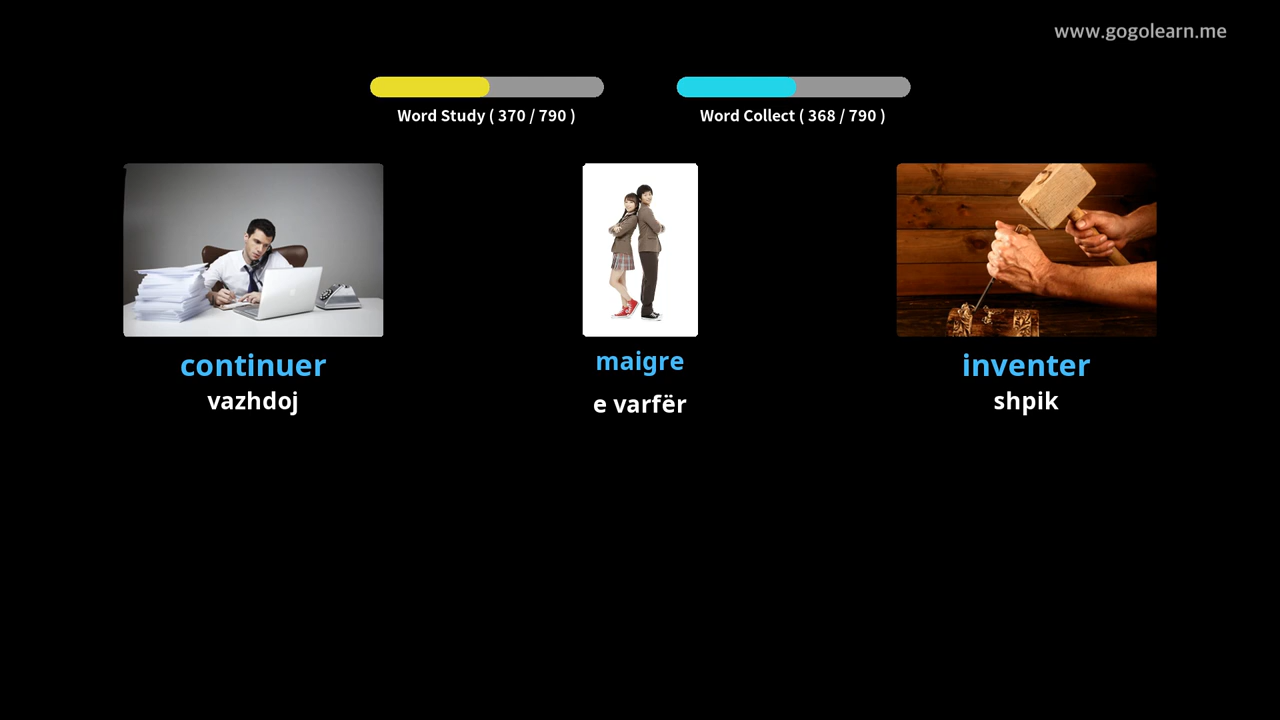 www.gogolearn.me
Word Study ( 370 / 790 )
Word Collect ( 368 / 790 )
continuer
vazhdoj
maigre
e varfër
inventer
shpik